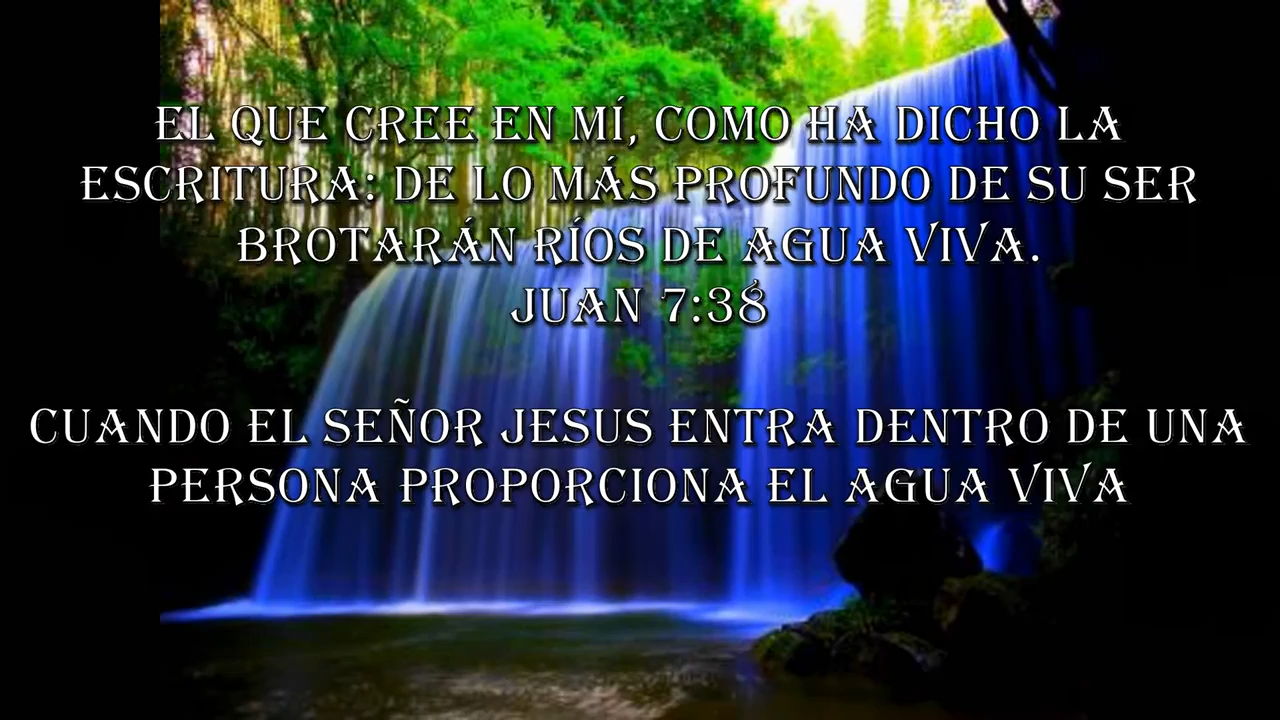 EL QUE CREE EN MÍ, COMO HA DICHO LA
ESCRITURA: DE LO MÁS PROFUNDO DE SU SER
BROTARÁN RÍOS DE AGUA VIVA.
JUAN 7:38
CUANDO EL SEÑOR JESUS ENTRA DENTRO DE UNA
PERSONA PROPORCIONA EL AGUA VIVA